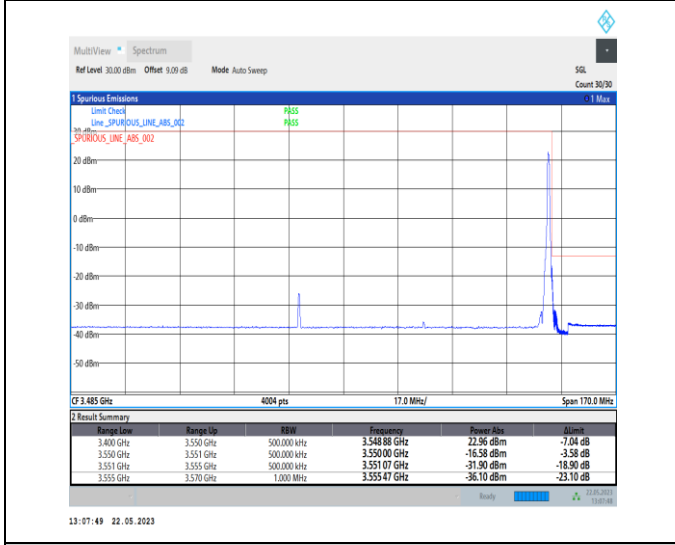 MultiView Spectrum
Ref Level 30.00 dBm Offset 9.09 dB Mode Auto Sweep SGL
Count 30/30
1 Spurious Emissions 1 Max
Limit Check PASS
Line _SPURIOUS_LINE_ABS_002 PASS
30 dBm
_SPURIOUS_LINE_ABS_002
20 dBm
10 dBm
0 dBm
-10 dBm
-20 dBm
-30 dBm
-40 dBm
-50 dBm
CF 3.485 GHz 4004 pts 17.0 MHz/ Span 170.0 MHz
2 Result Summary
Range Low Range Up RBW Frequency Power Abs ΔLimit
3.400 GHz 3.550 GHz 500.000 kHz 3.54888 GHz 22.96 dBm -7.04 dB
3.550 GHz 3.551 GHz 500.000 kHz 3.55000 GHz -16.58 dBm -3.58 dB
3.551 GHz 3.555 GHz 500.000 kHz 3.55107 GHz -31.90 dBm -18.90 dB
3.555 GHz 3.570 GHz 1.000 MHz 3.55547 GHz -36.10 dBm -23.10 dB
Ready 22.05.2023
13:07:48
13:07:49 22.05.2023